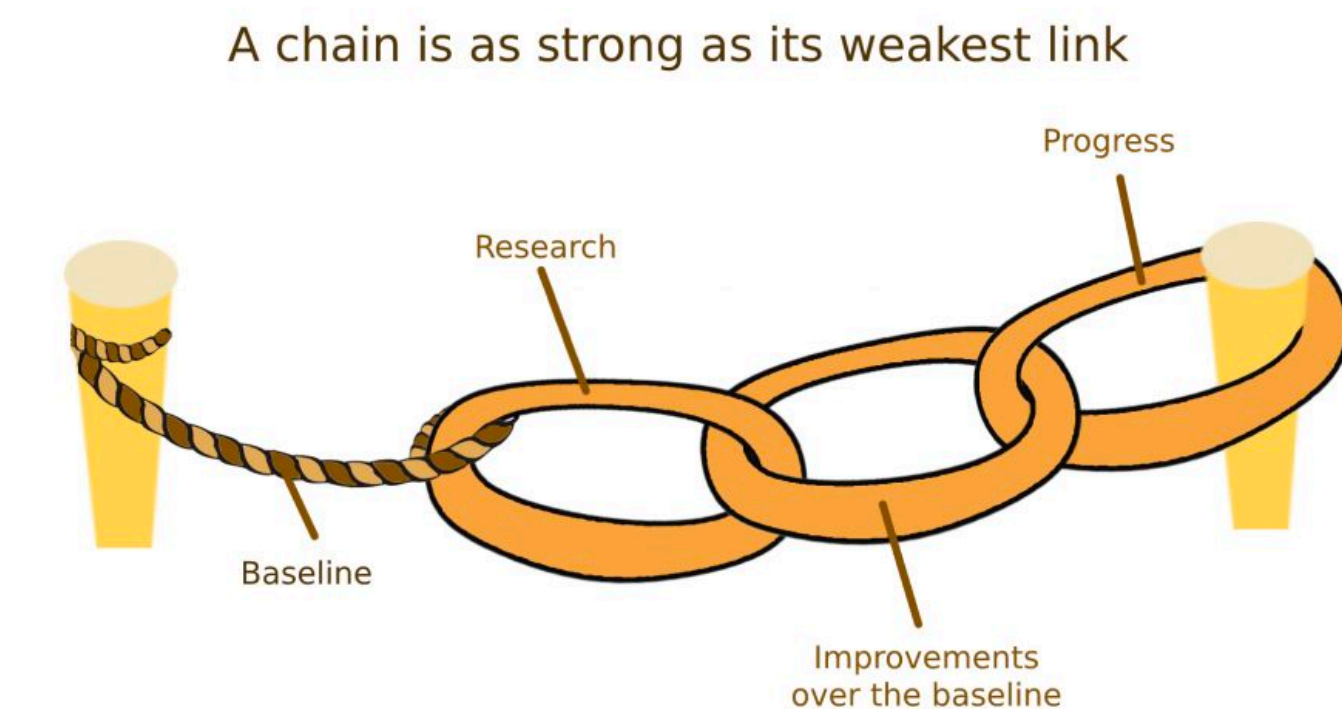 A chain is as strong as its weakest link
Progress
Research
Baseline
Improvements
over the baseline